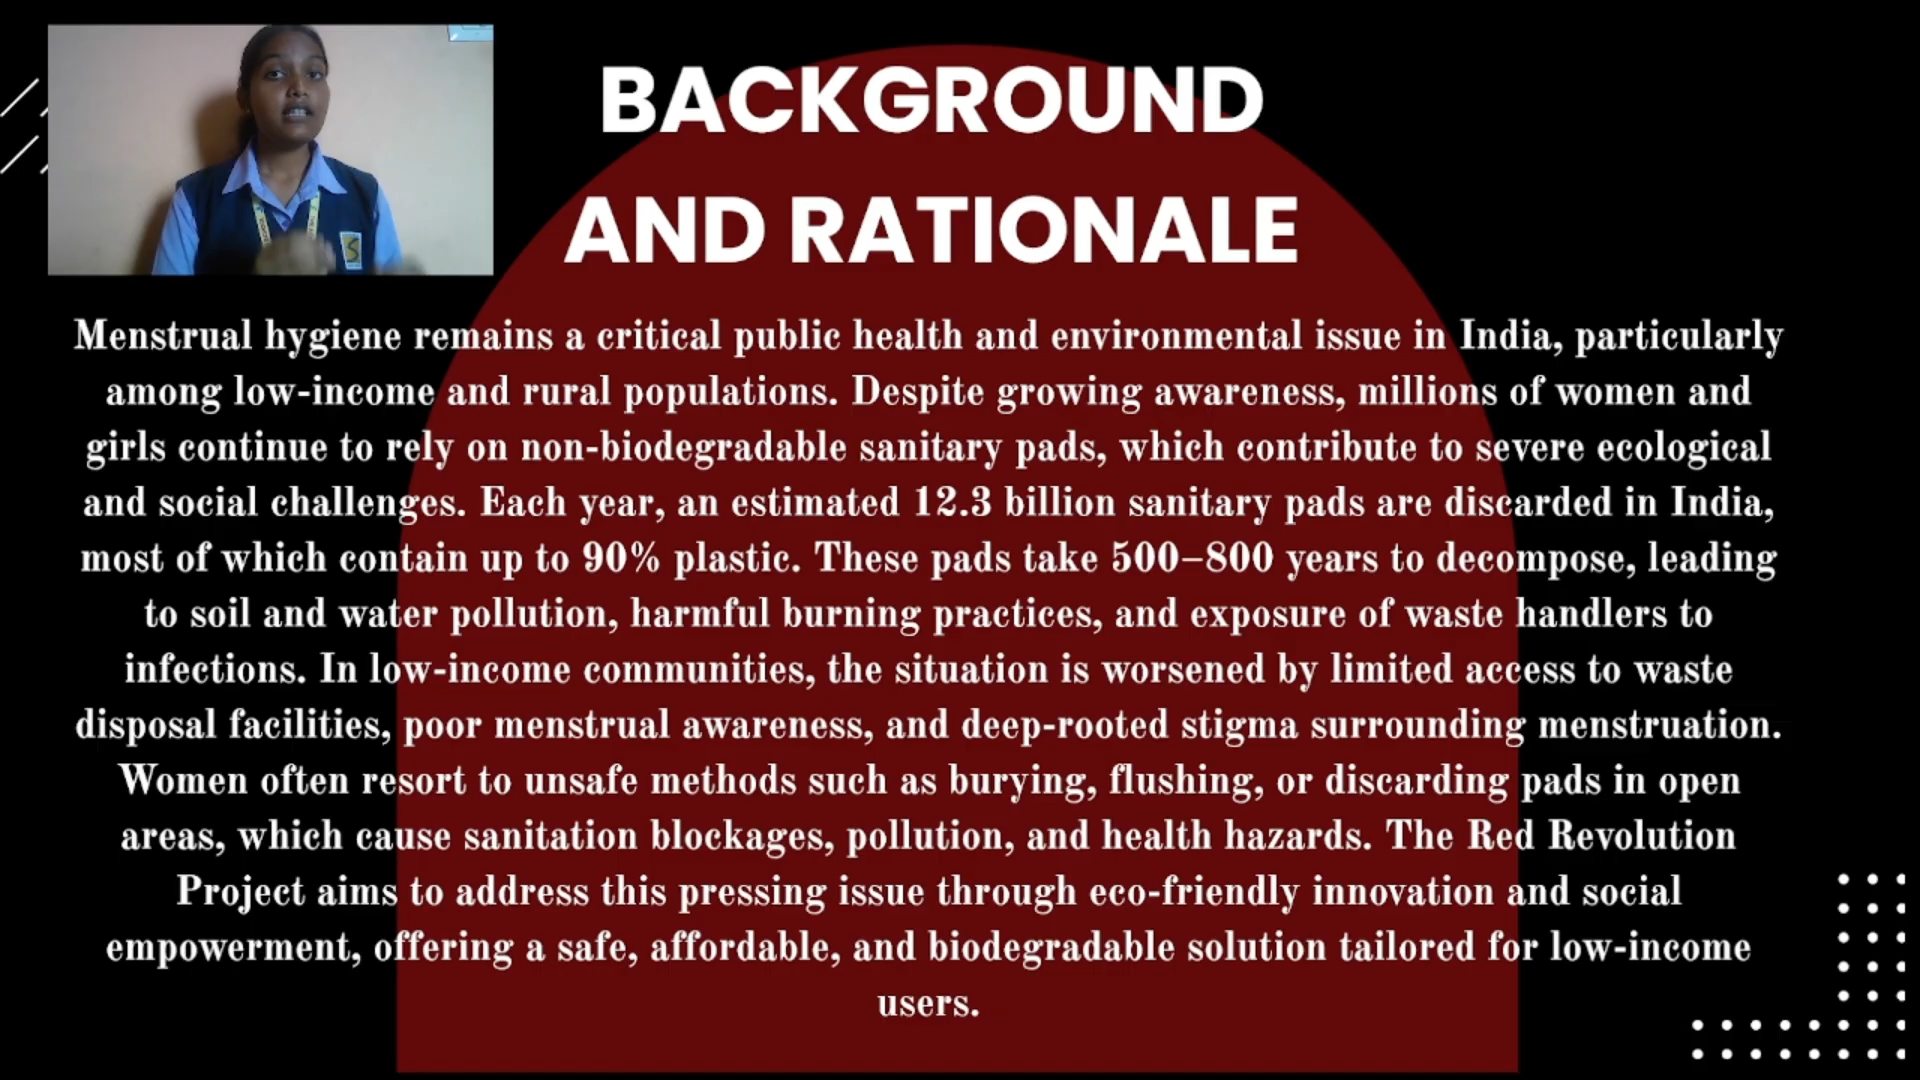 BACKGROUND
AND RATIONALE
Menstrual hygiene remains a critical public health and environmental issue in India, particularly
among low-income and rural populations. Despite growing awareness, millions of women and
girls continue to rely on non-biodegradable sanitary pads, which contribute to severe ecological
and social challenges. Each year, an estimated 12.3 billion sanitary pads are discarded in India,
most of which contain up to 90% plastic. These pads take 500–800 years to decompose, leading
to soil and water pollution, harmful burning practices, and exposure of waste handlers to
infections. In low-income communities, the situation is worsened by limited access to waste
disposal facilities, poor menstrual awareness, and deep-rooted stigma surrounding menstruation.
Women often resort to unsafe methods such as burying, flushing, or discarding pads in open
areas, which cause sanitation blockages, pollution, and health hazards. The Red Revolution
Project aims to address this pressing issue through eco-friendly innovation and social
empowerment, offering a safe, affordable, and biodegradable solution tailored for low-income
users.